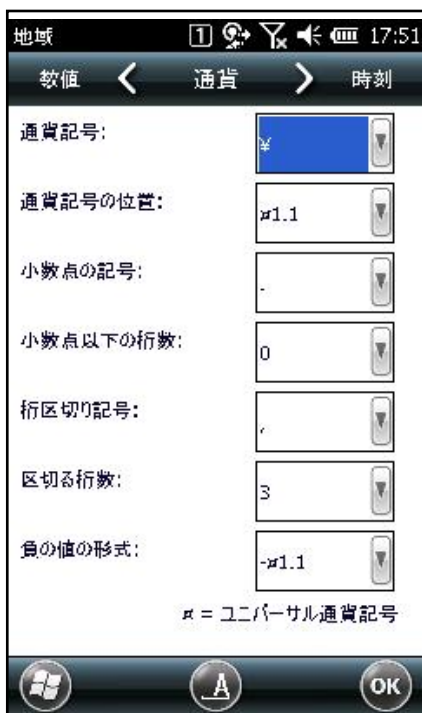 地域 1 17:51
数値 通貨 時刻
通貨記号: ¥
通貨記号の位置: ¤1.1
小数点の記号: .
小数点以下の桁数: 0
桁区切り記号: ,
区切る桁数: 3
負の値の形式: -¤1.1
¤ = ユニバーサル通貨記号
A OK